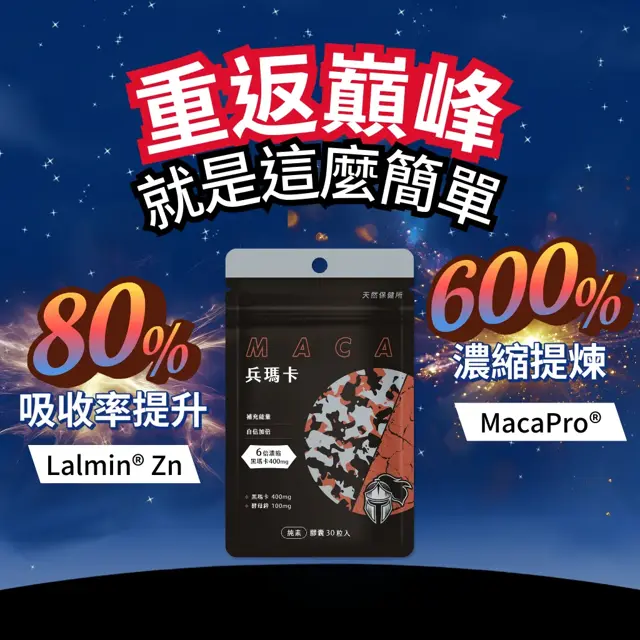 重返巔峰
就是這麼簡單
80%
吸收率提升
Lalmin® Zn
600%
濃縮提煉
MacaPro®
天然保健所
MACA
兵瑪卡
補充能量
自信加倍
6倍濃縮
黑瑪卡400mg
+ 黑瑪卡 400mg
+ 酵母鋅 100mg
純素 膠囊30粒入